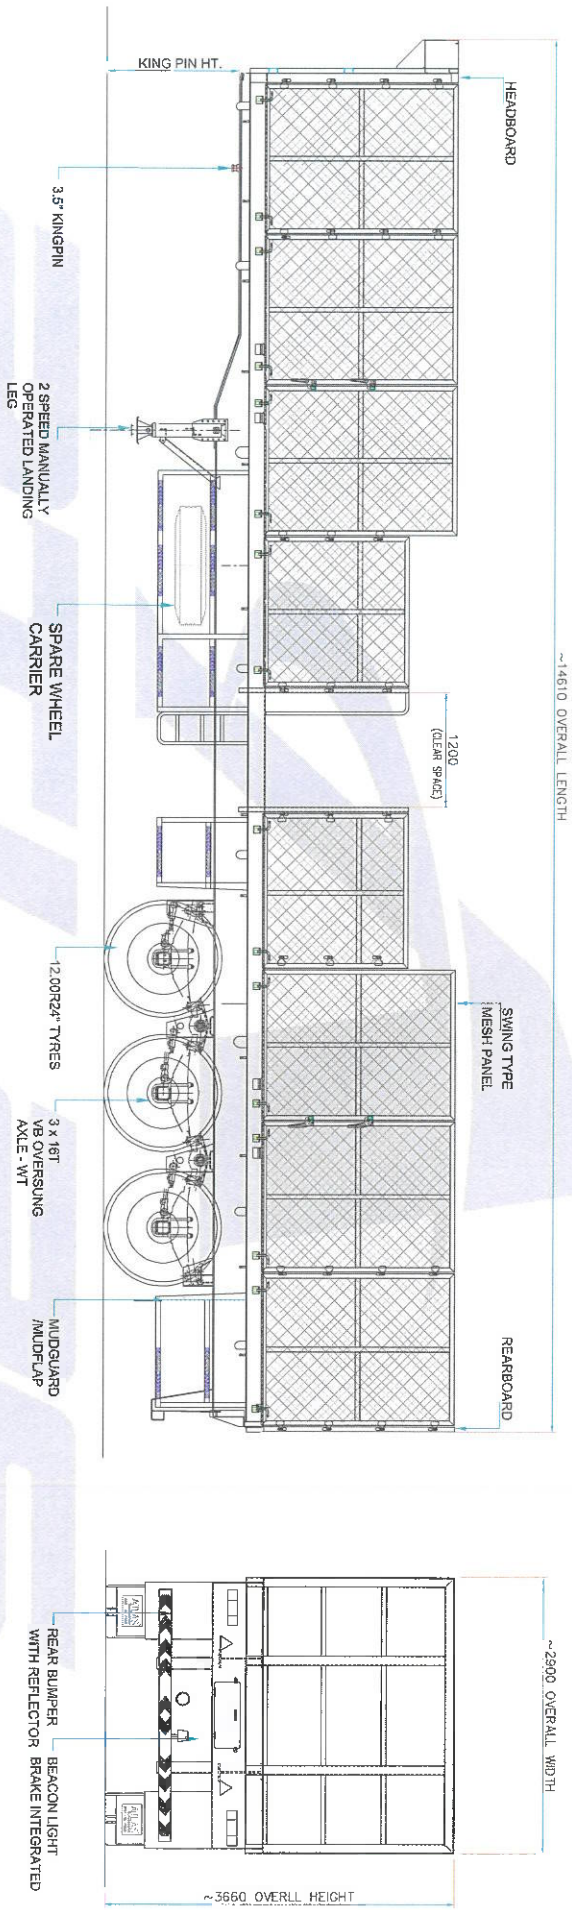 ~14610 OVERALL LENGTH
HEADBOARD
KING PIN HT.
3.5" KINGPIN
2 SPEED MANUALLY
OPERATED LANDING
LEG
SPARE WHEEL
CARRIER
1200
(CLEAR SPACE)
SWING TYPE
MESH PANEL
12.00R24" TYRES
3 x 16T
VB OVERSUNG
AXLE - WT
MUDGUARD
/MUDFLAP
REARBOARD
~2900 OVERALL WIDTH
ATLAS
ATLAS
REAR BUMPER
WITH REFLECTOR
BEACON LIGHT
BRAKE INTEGRATED
~3660 OVERLL HEIGHT